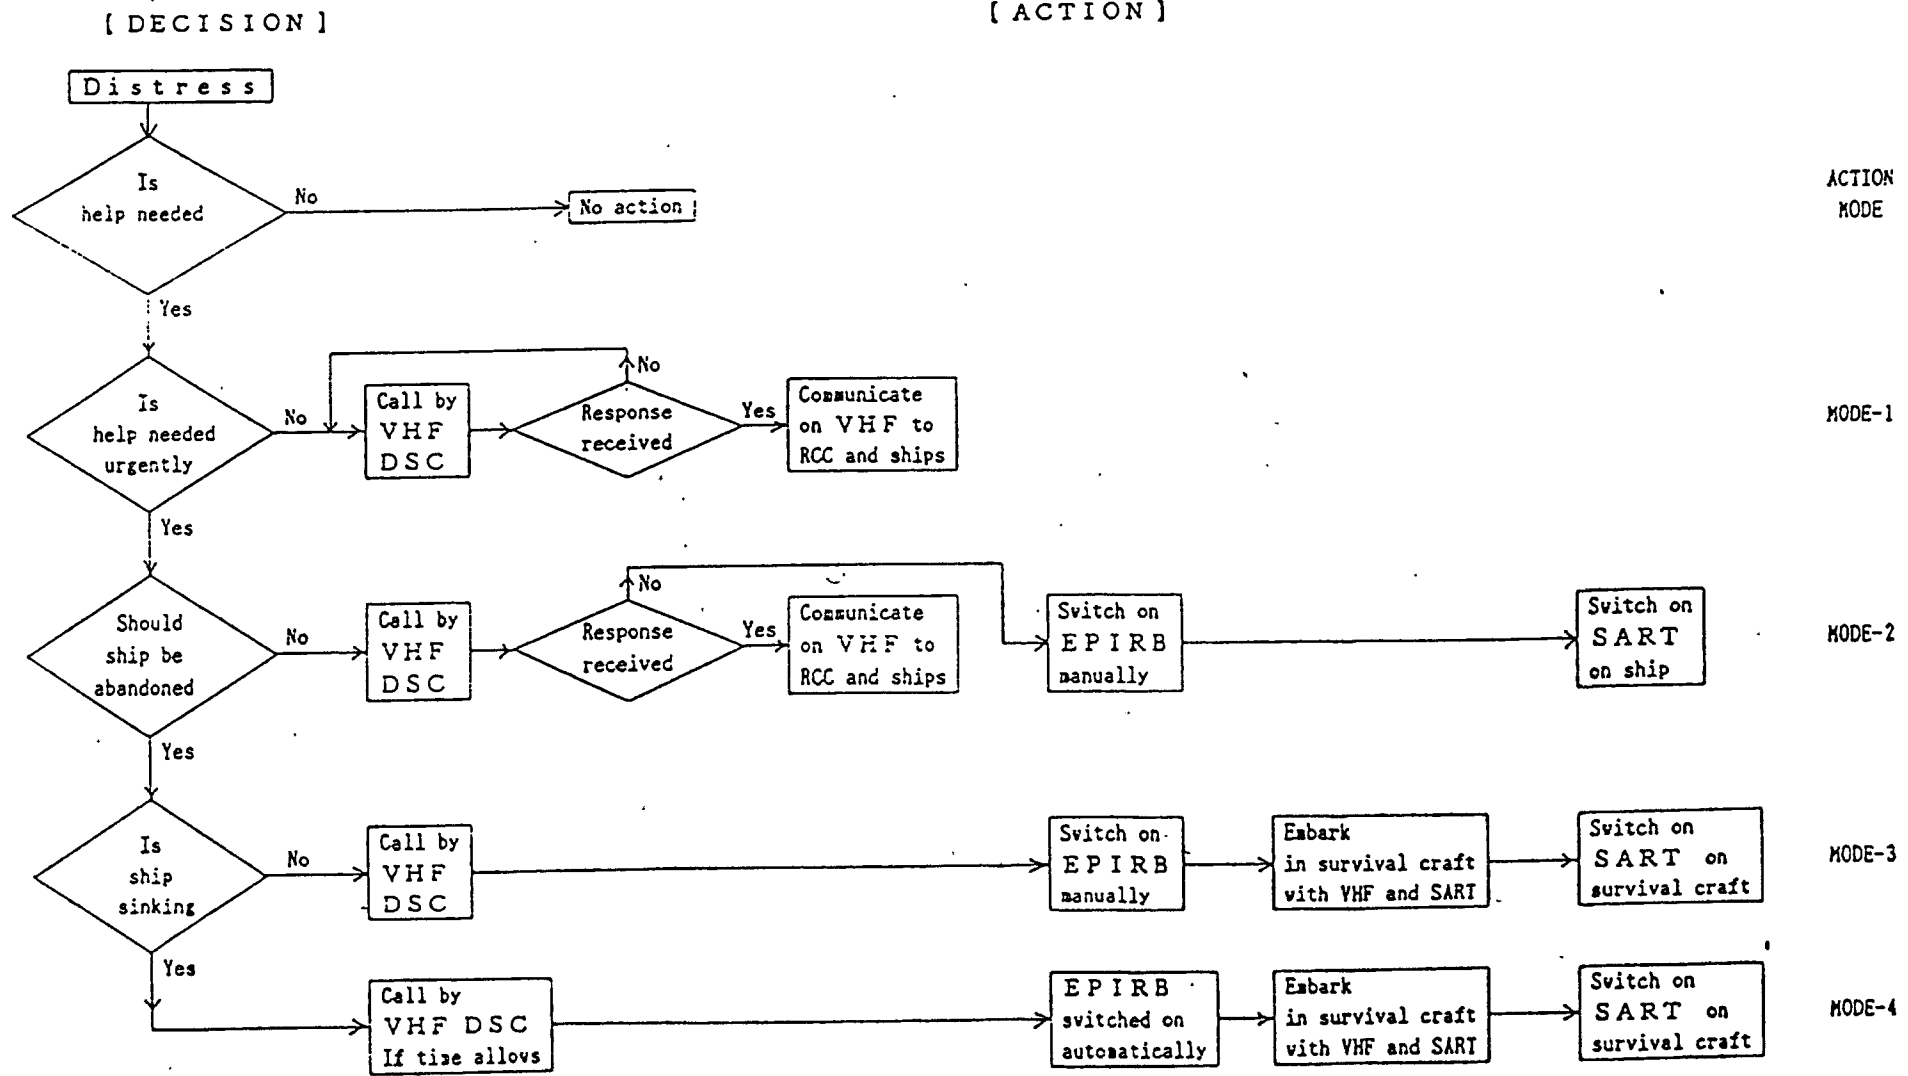 [ DECISION ]
[ ACTION ]
Distress
Is
help needed
No
No action
ACTION
MODE
Yes
Is
help needed
urgently
No
Call by
VHF
DSC
Response
received
No
Yes
Communicate
on VHF to
RCC and ships
MODE-1
Yes
Should
ship be
abandoned
No
Call by
VHF
DSC
Response
received
No
Yes
Communicate
on VHF to
RCC and ships
Switch on
EPIRB
manually
Switch on
SART
on ship
MODE-2
Yes
Is
ship
sinking
No
Call by
VHF
DSC
Switch on
EPIRB
manually
Embark
in survival craft
with VHF and SART
Switch on
SART on
survival craft
MODE-3
Yes
Call by
VHF DSC
If time allows
EPIRB
switched on
automatically
Embark
in survival craft
with VHF and SART
Switch on
SART on
survival craft
MODE-4